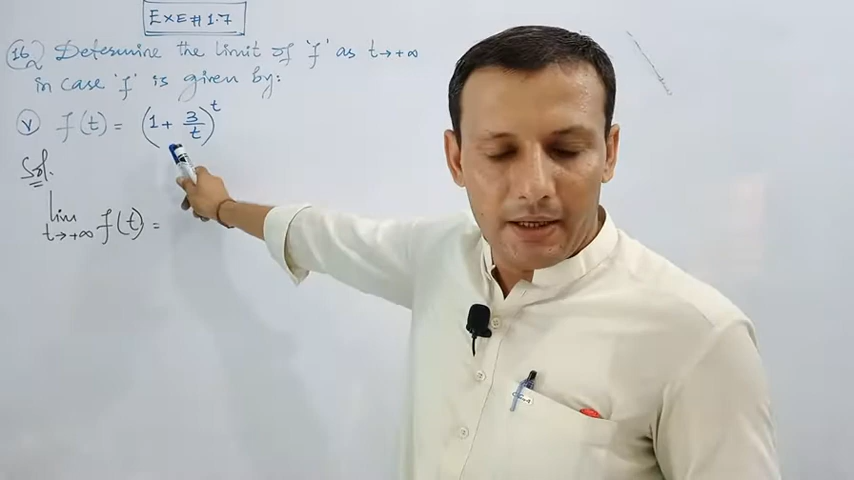 EXE# 1.7
16 Q Determine the limit of 'f' as t→+∞
in case 'f' is given by:
v f(t) = (1 + 3/t)^t
Sol.
lim t→+∞ f(t) =